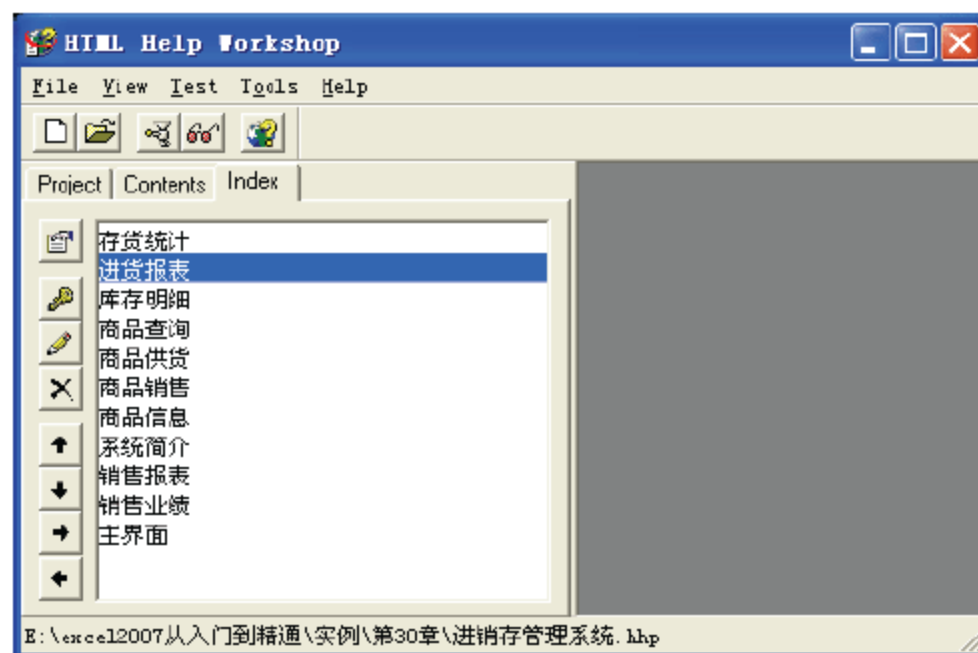 HTML Help Workshop
File View Test Tools Help
Project Contents Index
存货统计
进货报表
库存明细
商品查询
商品供货
商品销售
商品信息
系统简介
销售报表
销售业绩
主界面
E:\excel2007从入门到精通\实例\第30章\进销存管理系统.hhp